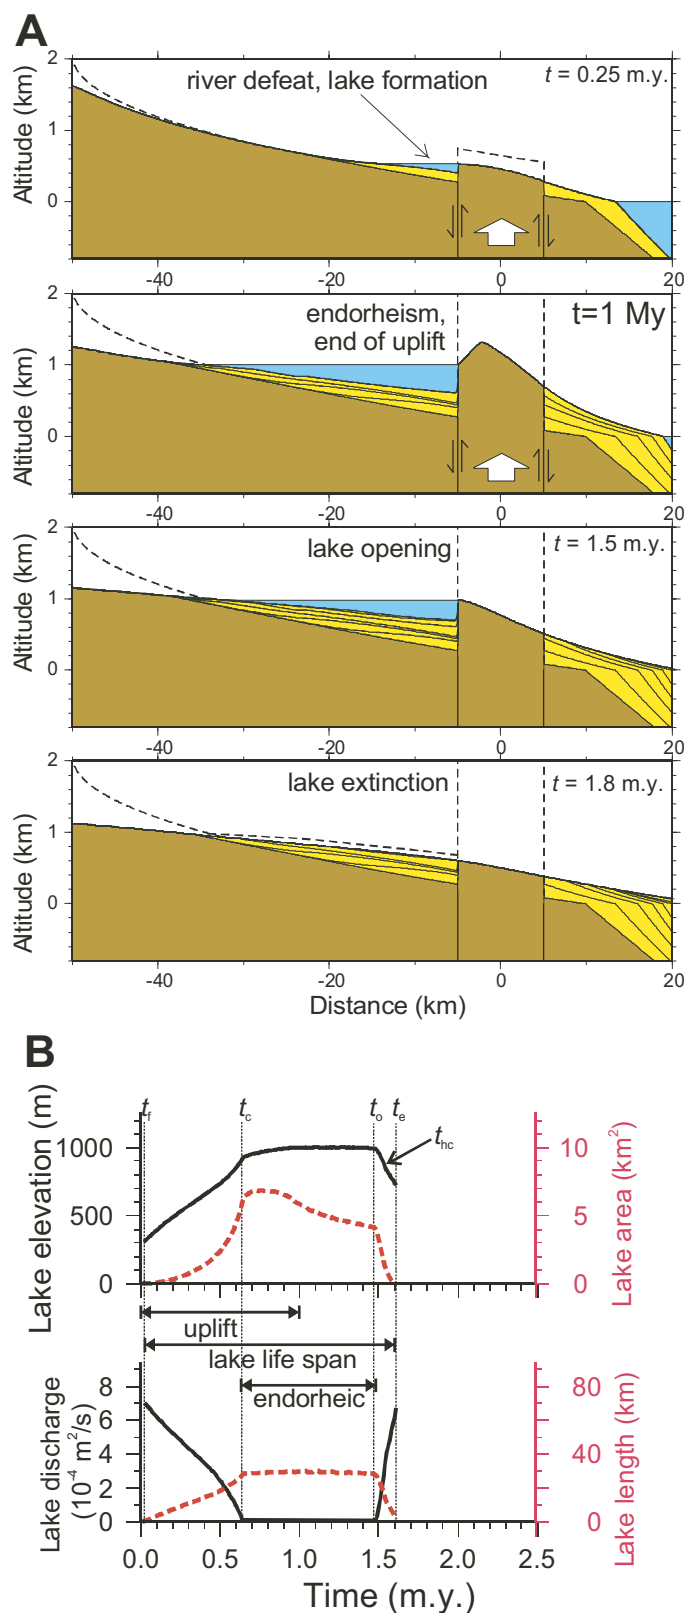 A
2
1
0
Altitude (km)
river defeat, lake formation
t = 0.25 m.y.
-40
-20
0
20
2
1
0
Altitude (km)
endorheism,
end of uplift
t=1 My
-40
-20
0
20
2
1
0
Altitude (km)
lake opening
t = 1.5 m.y.
-40
-20
0
20
2
1
0
Altitude (km)
lake extinction
t = 1.8 m.y.
-40
-20
0
20
Distance (km)
B
tf
tc
to
te
thc
Lake elevation (m)
1000
500
0
10
5
0
Lake area (km2)
uplift
lake life span
endorheic
Lake discharge
(10-4 m2/s)
8
6
4
2
0
80
40
0
Lake length (km)
0.0 0.5 1.0 1.5 2.0 2.5
Time (m.y.)